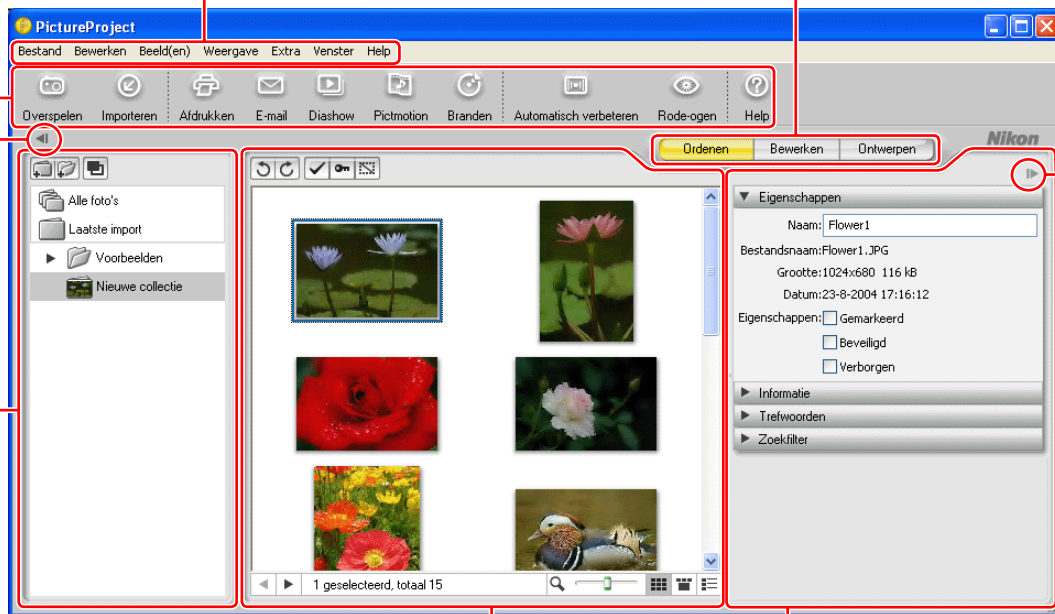 PictureProject
Bestand Bewerken Beeld(en) Weergave Extra Venster Help
Overspelen Importeren Afdrukken E-mail Diashow Pictmotion Branden Automatisch verbeteren Rode-ogen Help
Ordenen Bewerken Ontwerpen
Nikon
Alle foto's
Laatste import
Voorbeelden
Nieuwe collectie
1 geselecteerd, totaal 15
Eigenschappen
Naam: Flower1
Bestandsnaam:Flower1.JPG
Grootte:1024x680 116 kB
Datum:23-8-2004 17:16:12
Eigenschappen: Gemarkeerd
Beveiligd
Verborgen
Informatie
Trefwoorden
Zoekfilter